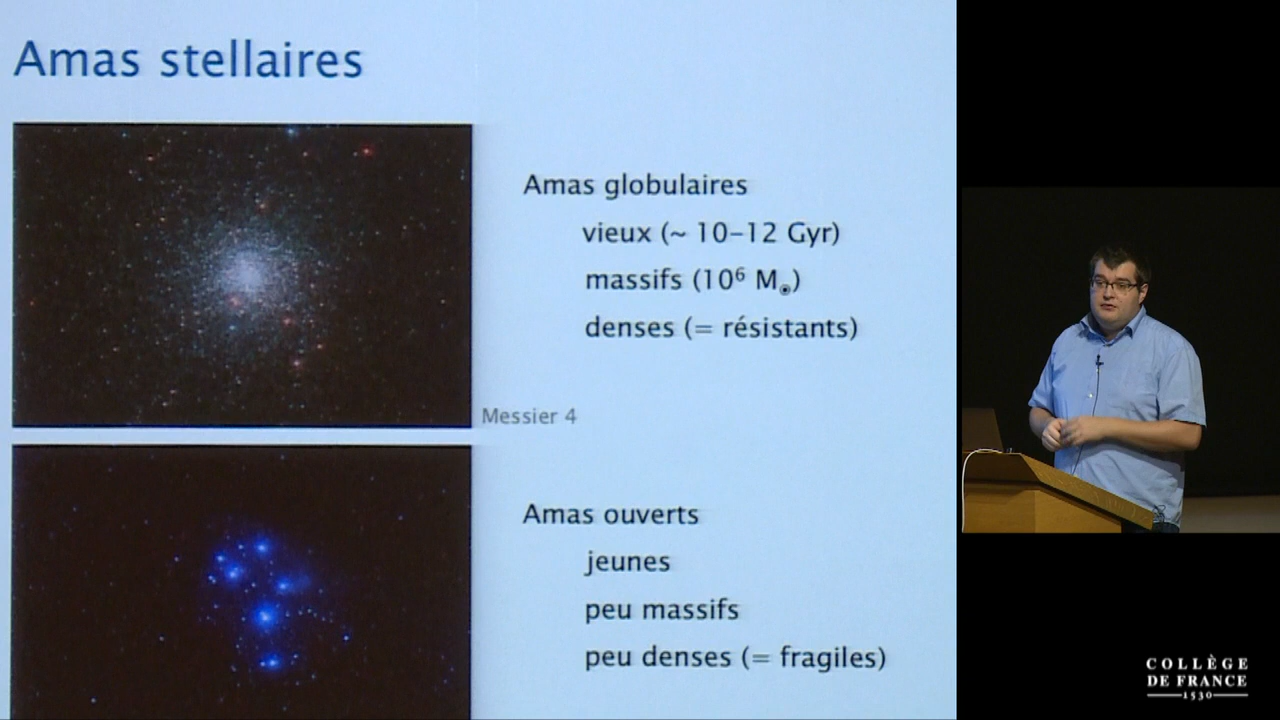 Amas stellaires
Amas globulaires
vieux (~ 10–12 Gyr)
massifs (10⁶ M☉)
denses (= résistants)
Messier 4
Amas ouverts
jeunes
peu massifs
peu denses (= fragiles)
COLLÈGE
DE FRANCE
1530